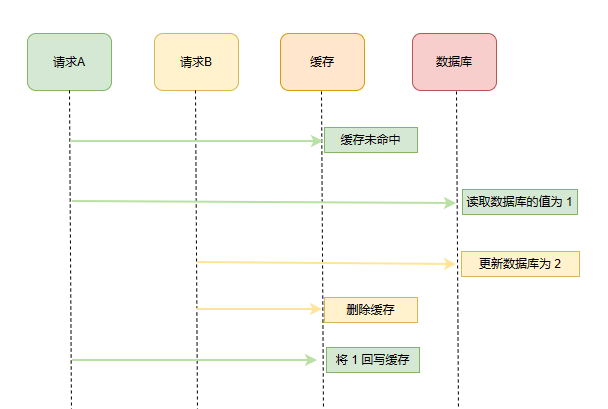 请求A
请求B
缓存
数据库
缓存未命中
读取数据库的值为 1
更新数据库为 2
删除缓存
将 1 回写缓存